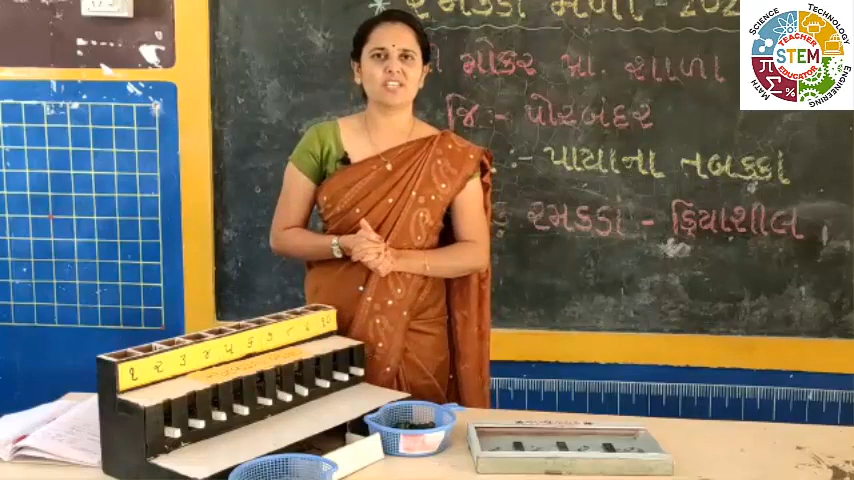 રમકડા મેળો - 202
મોકર પ્રા શાળા
જિ :- પોરબંદર
:- પાયાના તબક્કા
રમકડાં - ક્રિયાશીલ
Science Technology
Engineering
Math
TEACHER
STEM
EDUCATOR
π
Σ
%
૧ ૨ ૩ ૪ ૫ ૬ ૭ ૮ ૯ ૧૦